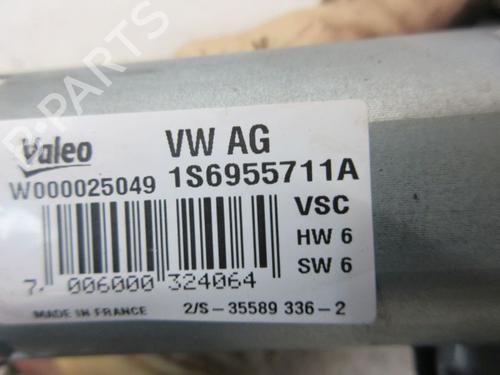 B-PARTS
Valeo
VW AG
W000025049
1S6955711A
VSC
HW 6
SW 6
7 006000 324064
MADE IN FRANCE
2/S-35589 336-2